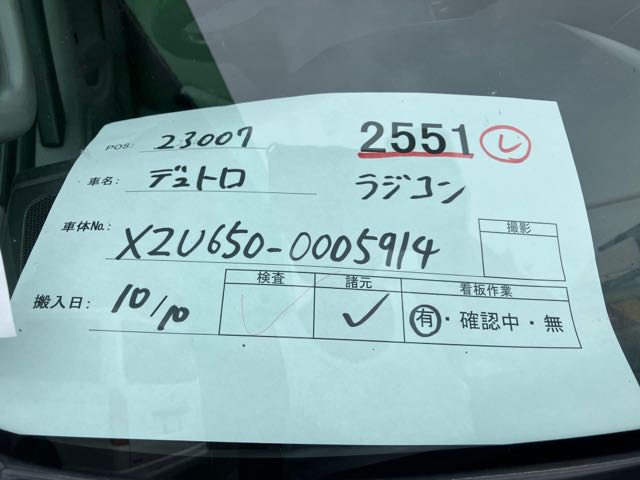 POS: 23007 2551 レ
車名: デュトロ ラジコン
車体No.: XZU650-0005914 撮影
検査 諸元 看板作業
搬入日: 10/10 ✓ ✓ 有・確認中・無